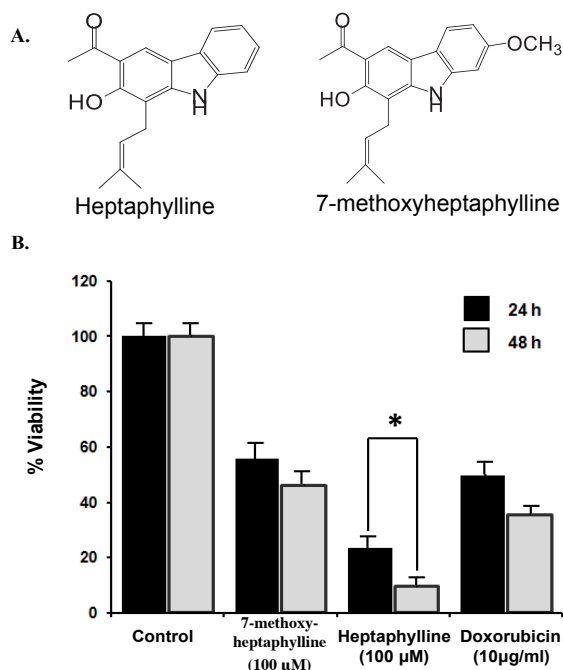 A.
O
HO
N
H
Heptaphylline
O
HO
N
H
OCH3
7-methoxyheptaphylline
B.
% Viability
120
100
80
60
40
20
0
24 h
48 h
*
Control
7-methoxy-
heptaphylline
(100 µM)
Heptaphylline
(100 µM)
Doxorubicin
(10µg/ml)